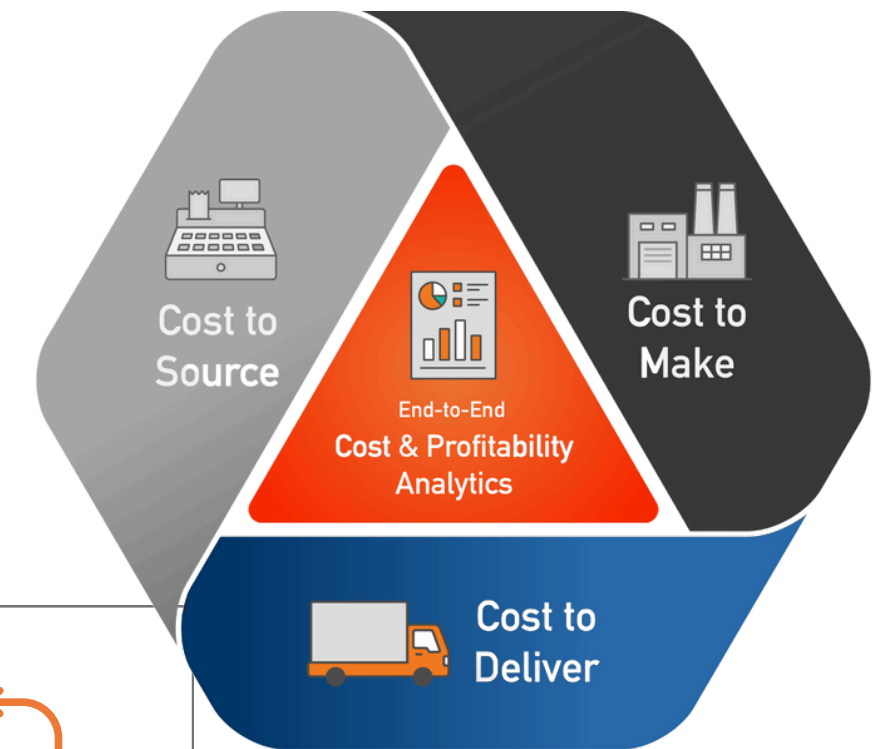 Cost to
Source
Cost to
Make
End-to-End
Cost & Profitability
Analytics
Cost to
Deliver